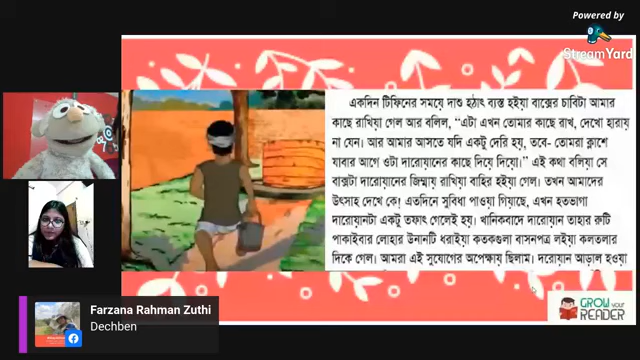 Powered by
StreamYard
একদিন টিফিনের সময়ে দাশু হঠাৎ ব্যস্ত হইয়া বাক্সের চাবিটা আমার
কাছে রাখিয়া গেল আর বলিল, “এটা এখন তোমার কাছে রাখ, দেখো হারায়
না যেন। আর আমার আসতে যদি একটু দেরি হয়, তবে- তোমরা ক্লাশে
যাবার আগে ওটা দারোয়ানের কাছে দিয়ে দিয়ো।” এই কথা বলিয়া সে
বাক্সটা দারোয়ানের জিম্মায় রাখিয়া বাহির হইয়া গেল। তখন আমাদের
উৎসাহ দেখে কে! এতদিনে সুবিধা পাওয়া গিয়াছে, এখন হতভাগা
দারোয়ানটা একটু তফাৎ গেলেই হয়। খানিকবাদে দারোয়ান তাহার রুটি
পাকাইবার লোহার উনানটি ধরাইয়া কতকগুলা বাসনপত্র লইয়া কলতলার
দিকে গেল। আমরা এই সুযোগের অপেক্ষায় ছিলাম। দরোয়ান আড়াল হওয়া
GROW your
READER
Farzana Rahman Zuthi
Dechben